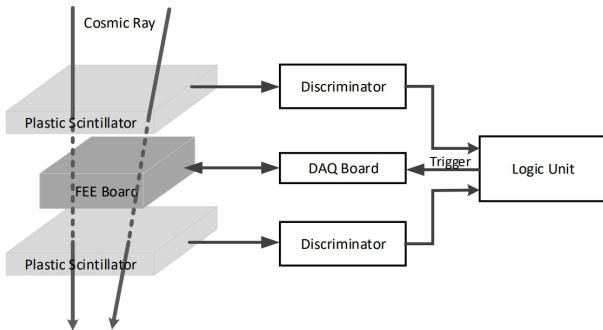 Cosmic Ray
Plastic Scintillator
Discriminator
FEE Board
DAQ Board
Trigger
Logic Unit
Plastic Scintillator
Discriminator